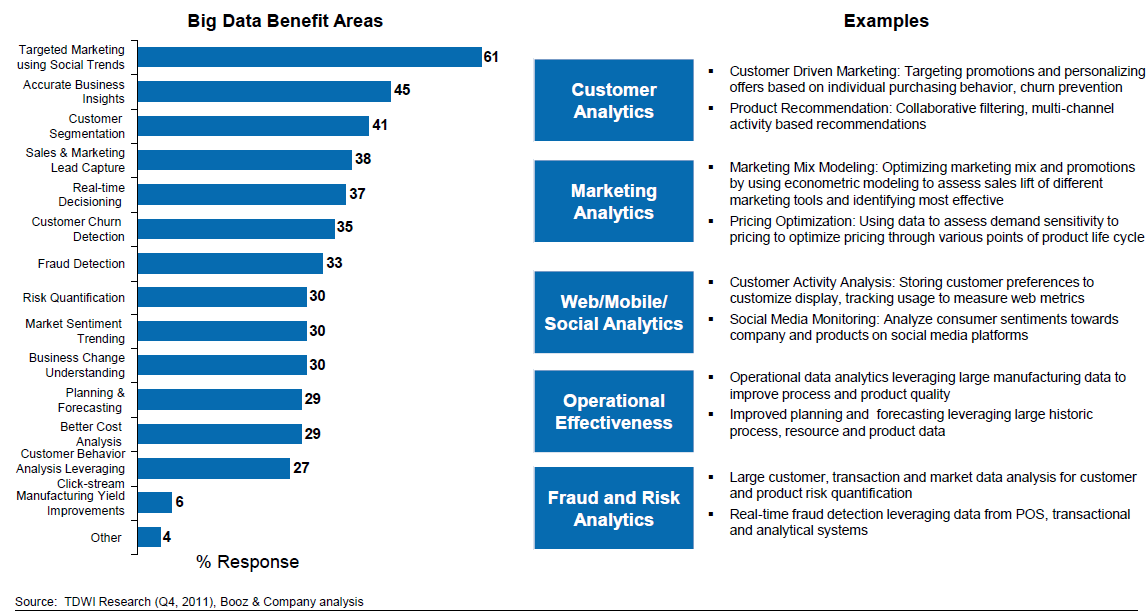 Big Data Benefit Areas
Targeted Marketing
using Social Trends
61
Accurate Business
Insights
45
Customer
Segmentation
41
Sales & Marketing
Lead Capture
38
Real-time
Decisioning
37
Customer Churn
Detection
35
Fraud Detection
33
Risk Quantification
30
Market Sentiment
Trending
30
Business Change
Understanding
30
Planning &
Forecasting
29
Better Cost
Analysis
29
Customer Behavior
Analysis Leveraging
Click-stream
27
Manufacturing Yield
Improvements
6
Other
4
% Response
Examples
Customer
Analytics
▪ Customer Driven Marketing: Targeting promotions and personalizing
offers based on individual purchasing behavior, churn prevention
▪ Product Recommendation: Collaborative filtering, multi-channel
activity based recommendations
Marketing
Analytics
▪ Marketing Mix Modeling: Optimizing marketing mix and promotions
by using econometric modeling to assess sales lift of different
marketing tools and identifying most effective
▪ Pricing Optimization: Using data to assess demand sensitivity to
pricing to optimize pricing through various points of product life cycle
Web/Mobile/
Social Analytics
▪ Customer Activity Analysis: Storing customer preferences to
customize display, tracking usage to measure web metrics
▪ Social Media Monitoring: Analyze consumer sentiments towards
company and products on social media platforms
Operational
Effectiveness
▪ Operational data analytics leveraging large manufacturing data to
improve process and product quality
▪ Improved planning and forecasting leveraging large historic
process, resource and product data
Fraud and Risk
Analytics
▪ Large customer, transaction and market data analysis for customer
and product risk quantification
▪ Real-time fraud detection leveraging data from POS, transactional
and analytical systems
Source: TDWI Research (Q4, 2011), Booz & Company analysis